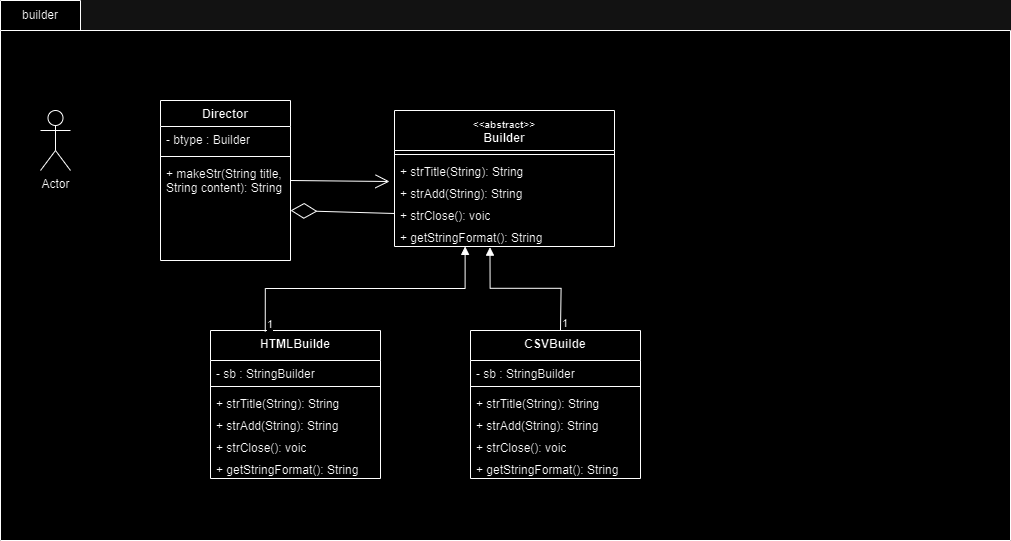 builder
Actor
Director
- btype : Builder
+ makeStr(String title,
String content): String
<<abstract>>
Builder
+ strTitle(String): String
+ strAdd(String): String
+ strClose(): voic
+ getStringFormat(): String
1
HTMLBuilde
- sb : StringBuilder
+ strTitle(String): String
+ strAdd(String): String
+ strClose(): voic
+ getStringFormat(): String
1
CSVBuilde
- sb : StringBuilder
+ strTitle(String): String
+ strAdd(String): String
+ strClose(): voic
+ getStringFormat(): String